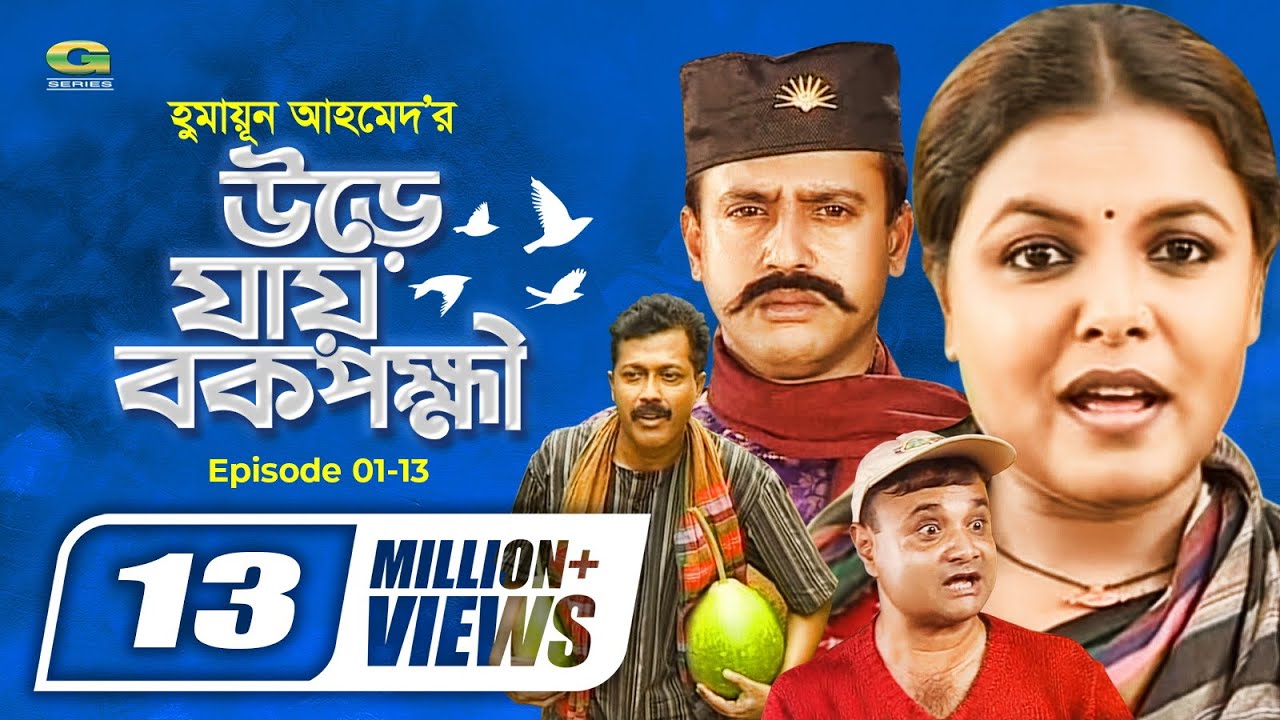 G
SERIES
হুমায়ূন আহমেদ’র
উড়ে
যায়
বকপক্ষী
Episode 01-13
13 MILLION+
VIEWS